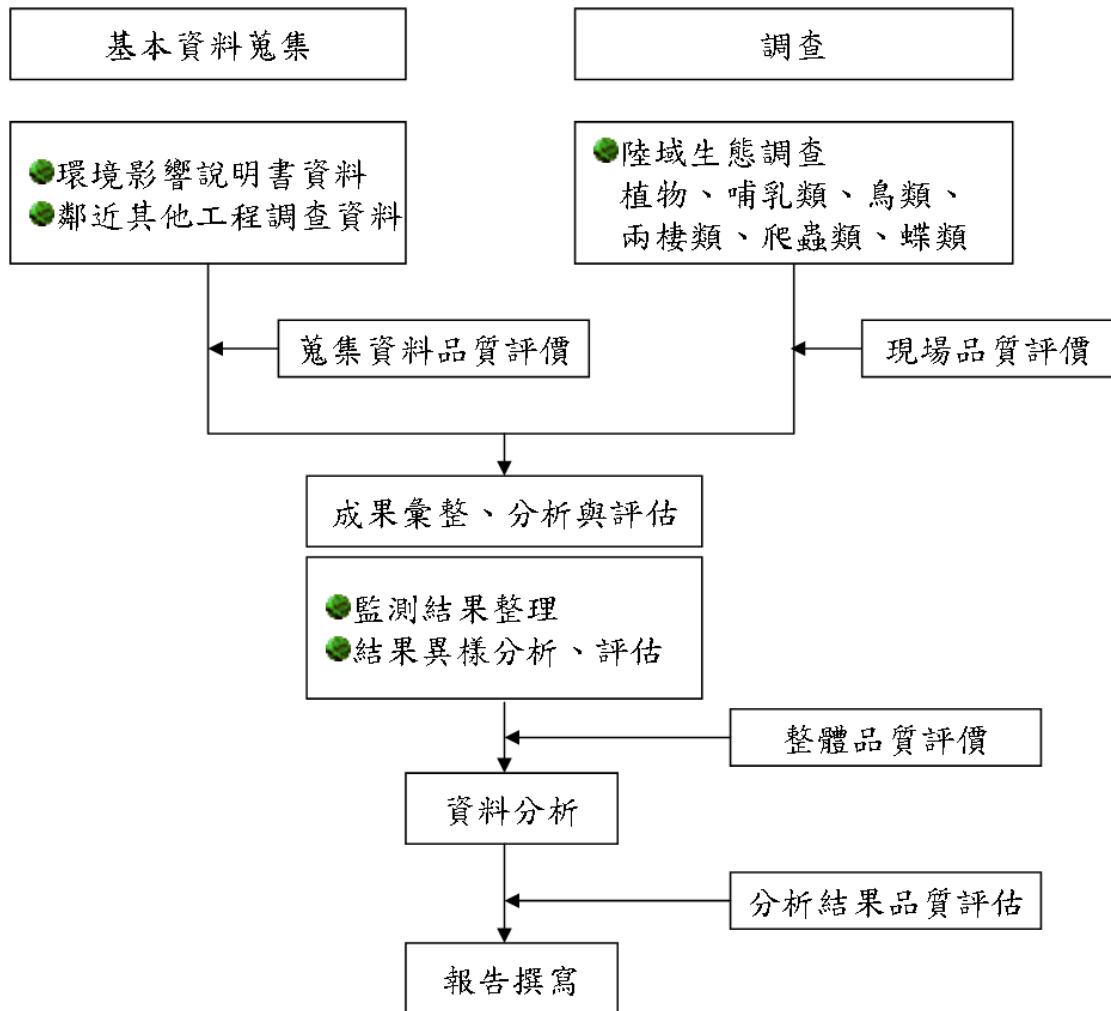 基本資料蒐集
調查
環境影響說明書資料
鄰近其他工程調查資料
陸域生態調查
植物、哺乳類、鳥類、
兩棲類、爬蟲類、蝶類
蒐集資料品質評價
現場品質評價
成果彙整、分析與評估
監測結果整理
結果異樣分析、評估
整體品質評價
資料分析
分析結果品質評估
報告撰寫